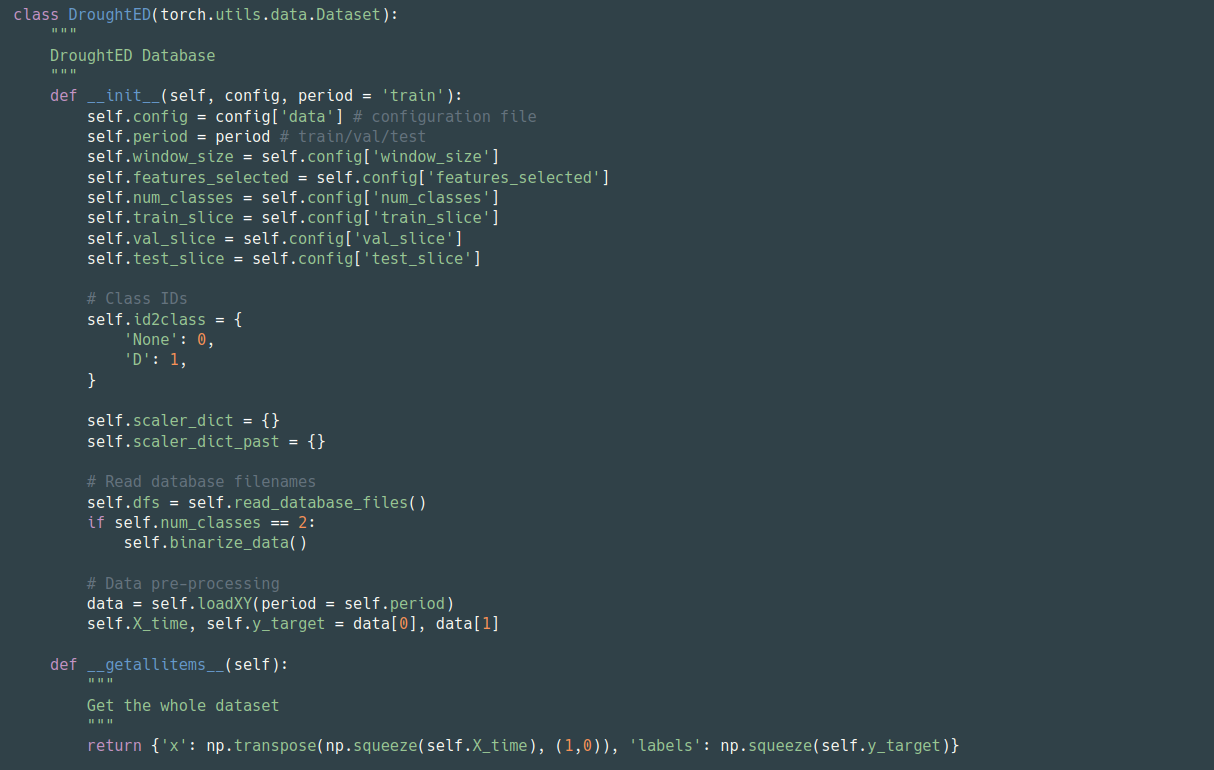 class DroughtED(torch.utils.data.Dataset):
    """
    DroughtED Database
    """
    def __init__(self, config, period = 'train'):
        self.config = config['data'] # configuration file
        self.period = period # train/val/test
        self.window_size = self.config['window_size']
        self.features_selected = self.config['features_selected']
        self.num_classes = self.config['num_classes']
        self.train_slice = self.config['train_slice']
        self.val_slice = self.config['val_slice']
        self.test_slice = self.config['test_slice']

        # Class IDs
        self.id2class = {
            'None': 0,
            'D': 1,
        }

        self.scaler_dict = {}
        self.scaler_dict_past = {}

        # Read database filenames
        self.dfs = self.read_database_files()
        if self.num_classes == 2:
            self.binarize_data()

        # Data pre-processing
        data = self.loadXY(period = self.period)
        self.X_time, self.y_target = data[0], data[1]

    def __getallitems__(self):
        """
        Get the whole dataset
        """
        return {'x': np.transpose(np.squeeze(self.X_time), (1,0)), 'labels': np.squeeze(self.y_target)}